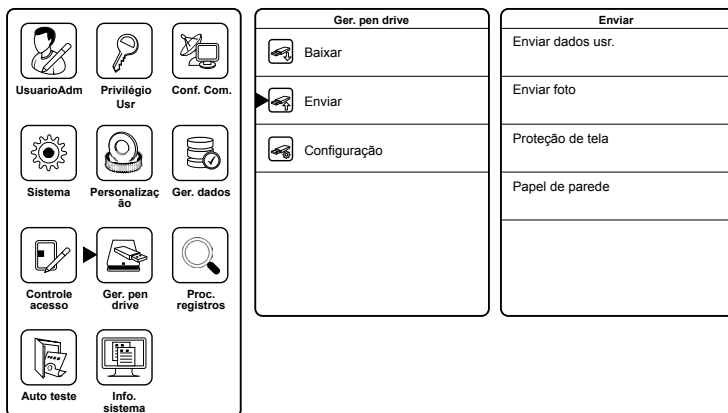 UsuarioAdm
Privilégio
Usr
Conf. Com.
Sistema
Personalizaç
ão
Ger. dados
Controle
acesso
Ger. pen
drive
Proc.
registros
Auto teste
Info.
sistema
Ger. pen drive
Baixar
Enviar
Configuração
Enviar
Enviar dados usr.
Enviar foto
Proteção de tela
Papel de parede